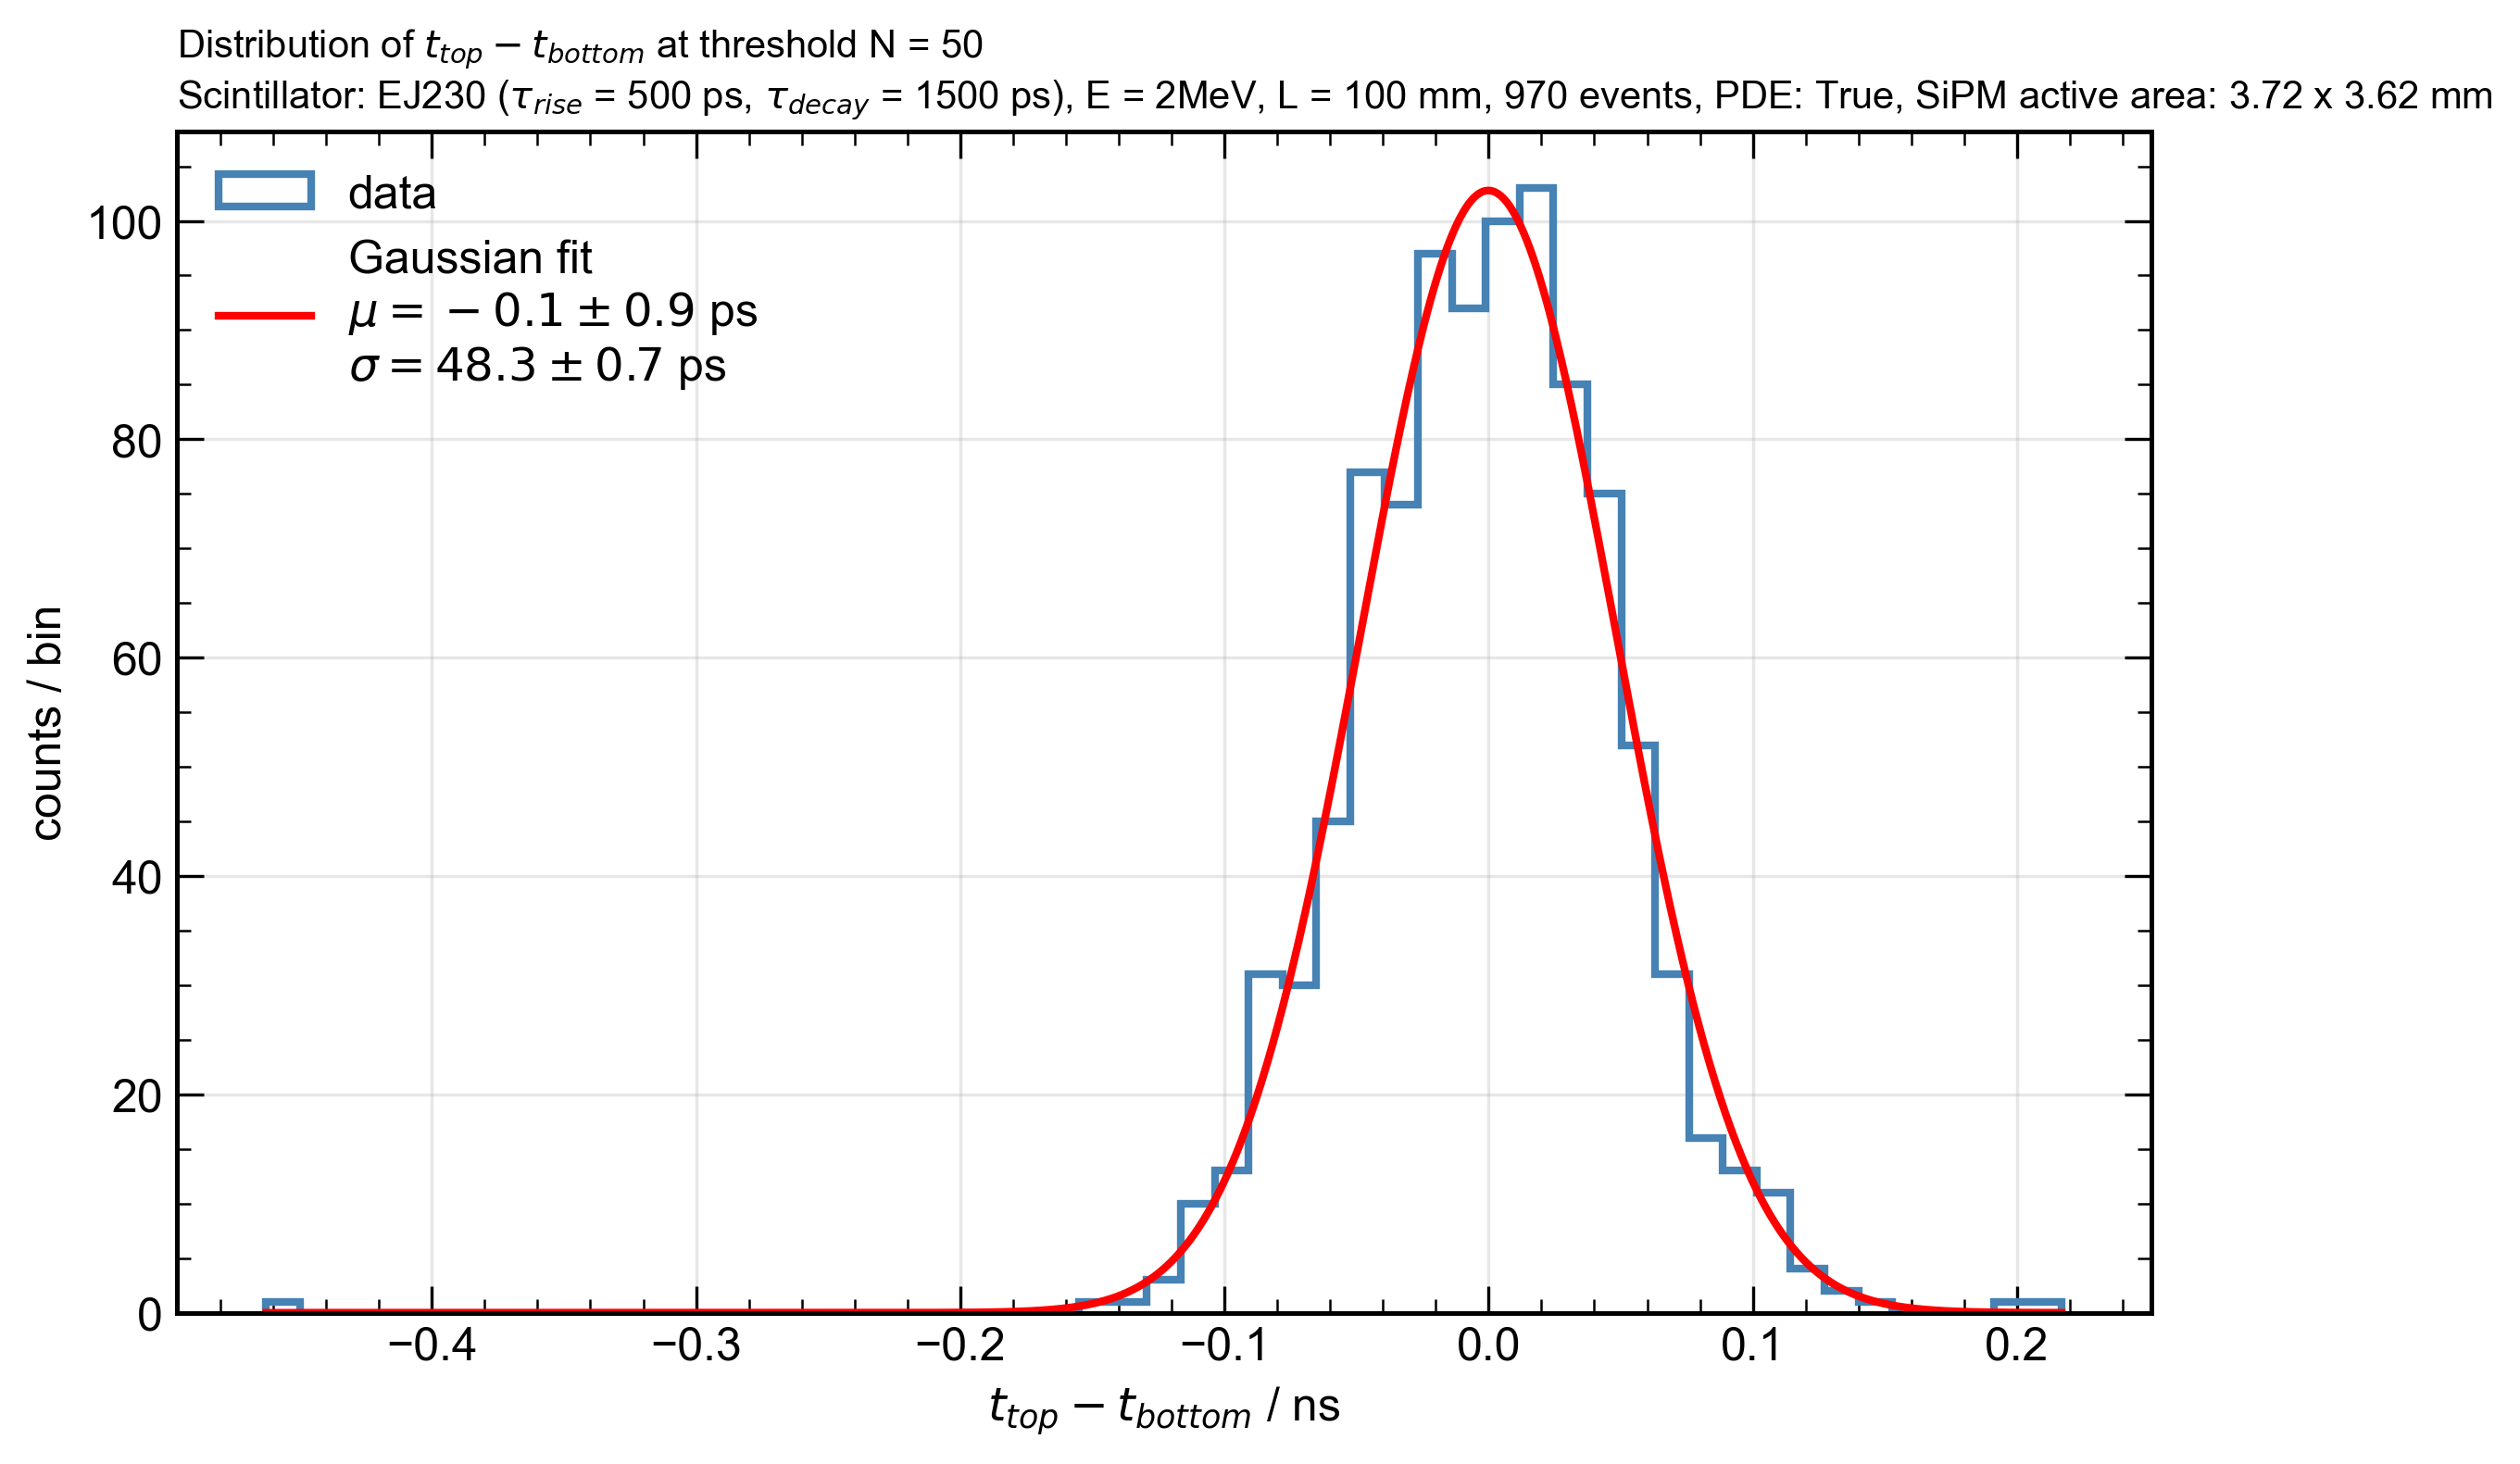 Distribution of t_top − t_bottom at threshold N = 50
Scintillator: EJ230 (τ_rise = 500 ps, τ_decay = 1500 ps), E = 2MeV, L = 100 mm, 970 events, PDE: True, SiPM active area: 3.72 x 3.62 mm
data
Gaussian fit
μ = −0.1 ± 0.9 ps
σ = 48.3 ± 0.7 ps
100
80
60
40
20
0
counts / bin
−0.4 −0.3 −0.2 −0.1 0.0 0.1 0.2
t_top − t_bottom / ns